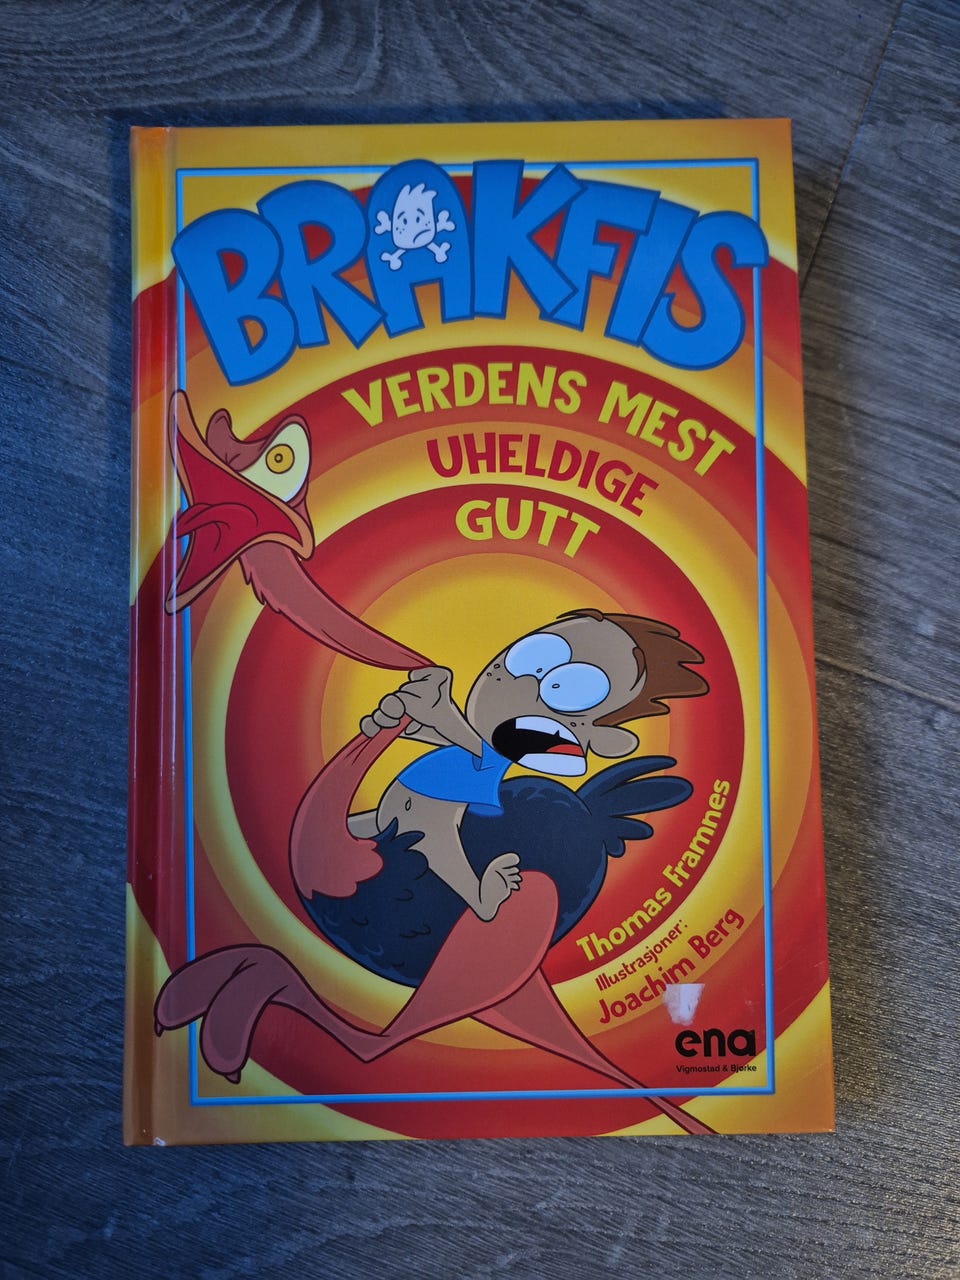 BRAKFIS
VERDENS MEST
UHELDIGE
GUTT
Thomas Framnes
Illustrasjoner:
Joachim Berg
ena
Vigmostad & Bjørke